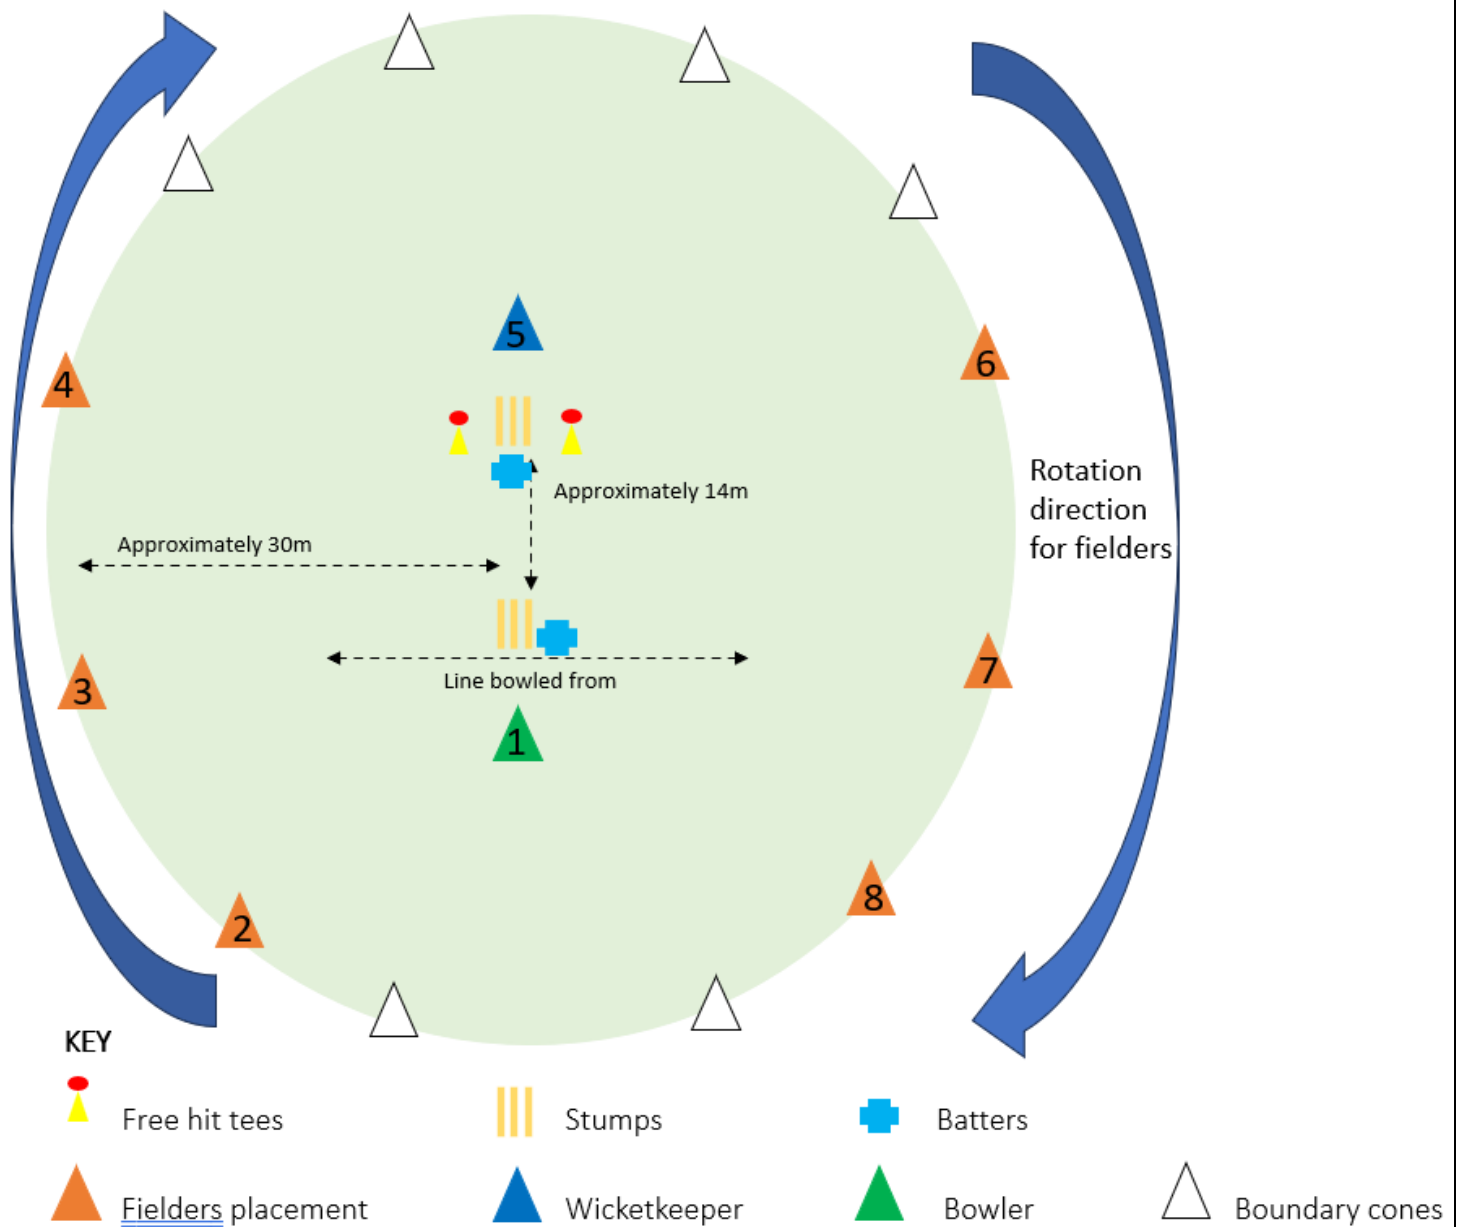 5
4
6
Approximately 14m
Rotation
direction
for fielders
Approximately 30m
3
7
Line bowled from
1
8
2
KEY
Free hit tees
Stumps
Batters
Fielders placement
Wicketkeeper
Bowler
Boundary cones